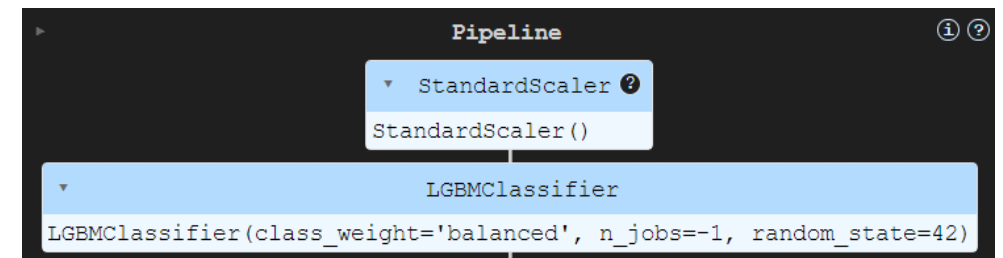 Pipeline
StandardScaler
StandardScaler()
LGBMClassifier
LGBMClassifier(class_weight='balanced', n_jobs=-1, random_state=42)